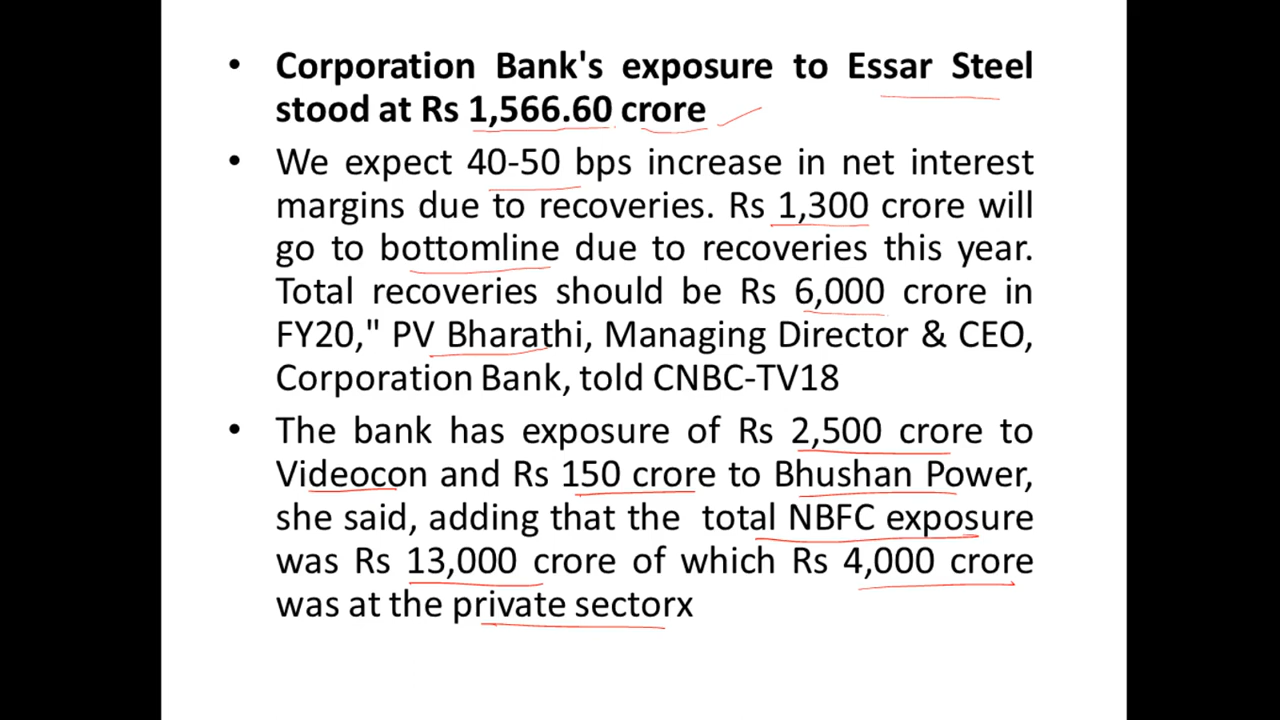 • Corporation Bank's exposure to Essar Steel
stood at Rs 1,566.60 crore
• We expect 40-50 bps increase in net interest
margins due to recoveries. Rs 1,300 crore will
go to bottomline due to recoveries this year.
Total recoveries should be Rs 6,000 crore in
FY20," PV Bharathi, Managing Director & CEO,
Corporation Bank, told CNBC-TV18
• The bank has exposure of Rs 2,500 crore to
Videocon and Rs 150 crore to Bhushan Power,
she said, adding that the total NBFC exposure
was Rs 13,000 crore of which Rs 4,000 crore
was at the private sectorx